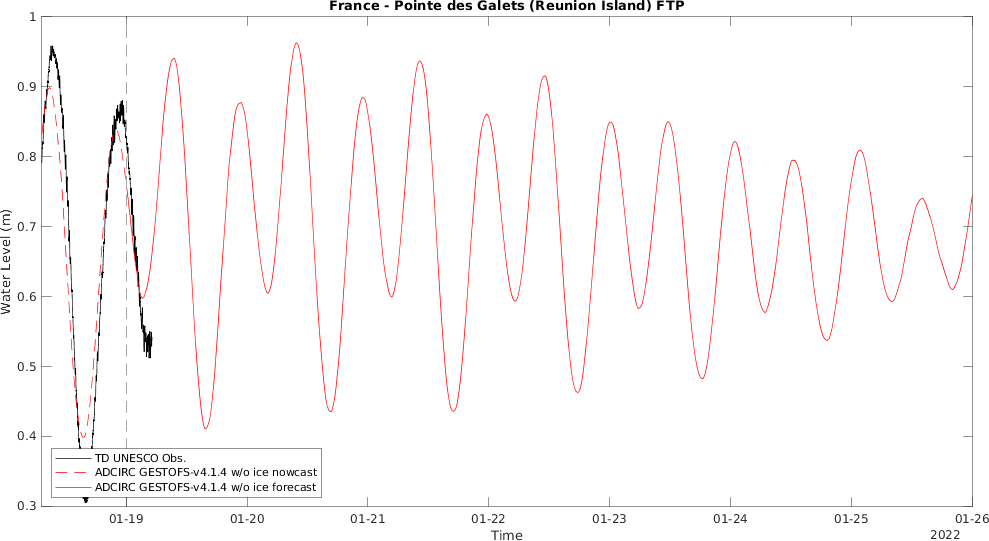 France - Pointe des Galets (Reunion Island) FTP
1
0.9
0.8
0.7
0.6
0.5
0.4
0.3
Water Level (m)
TD UNESCO Obs.
ADCIRC GESTOFS-v4.1.4 w/o ice nowcast
ADCIRC GESTOFS-v4.1.4 w/o ice forecast
01-19 01-20 01-21 01-22 01-23 01-24 01-25 01-26
Time
2022